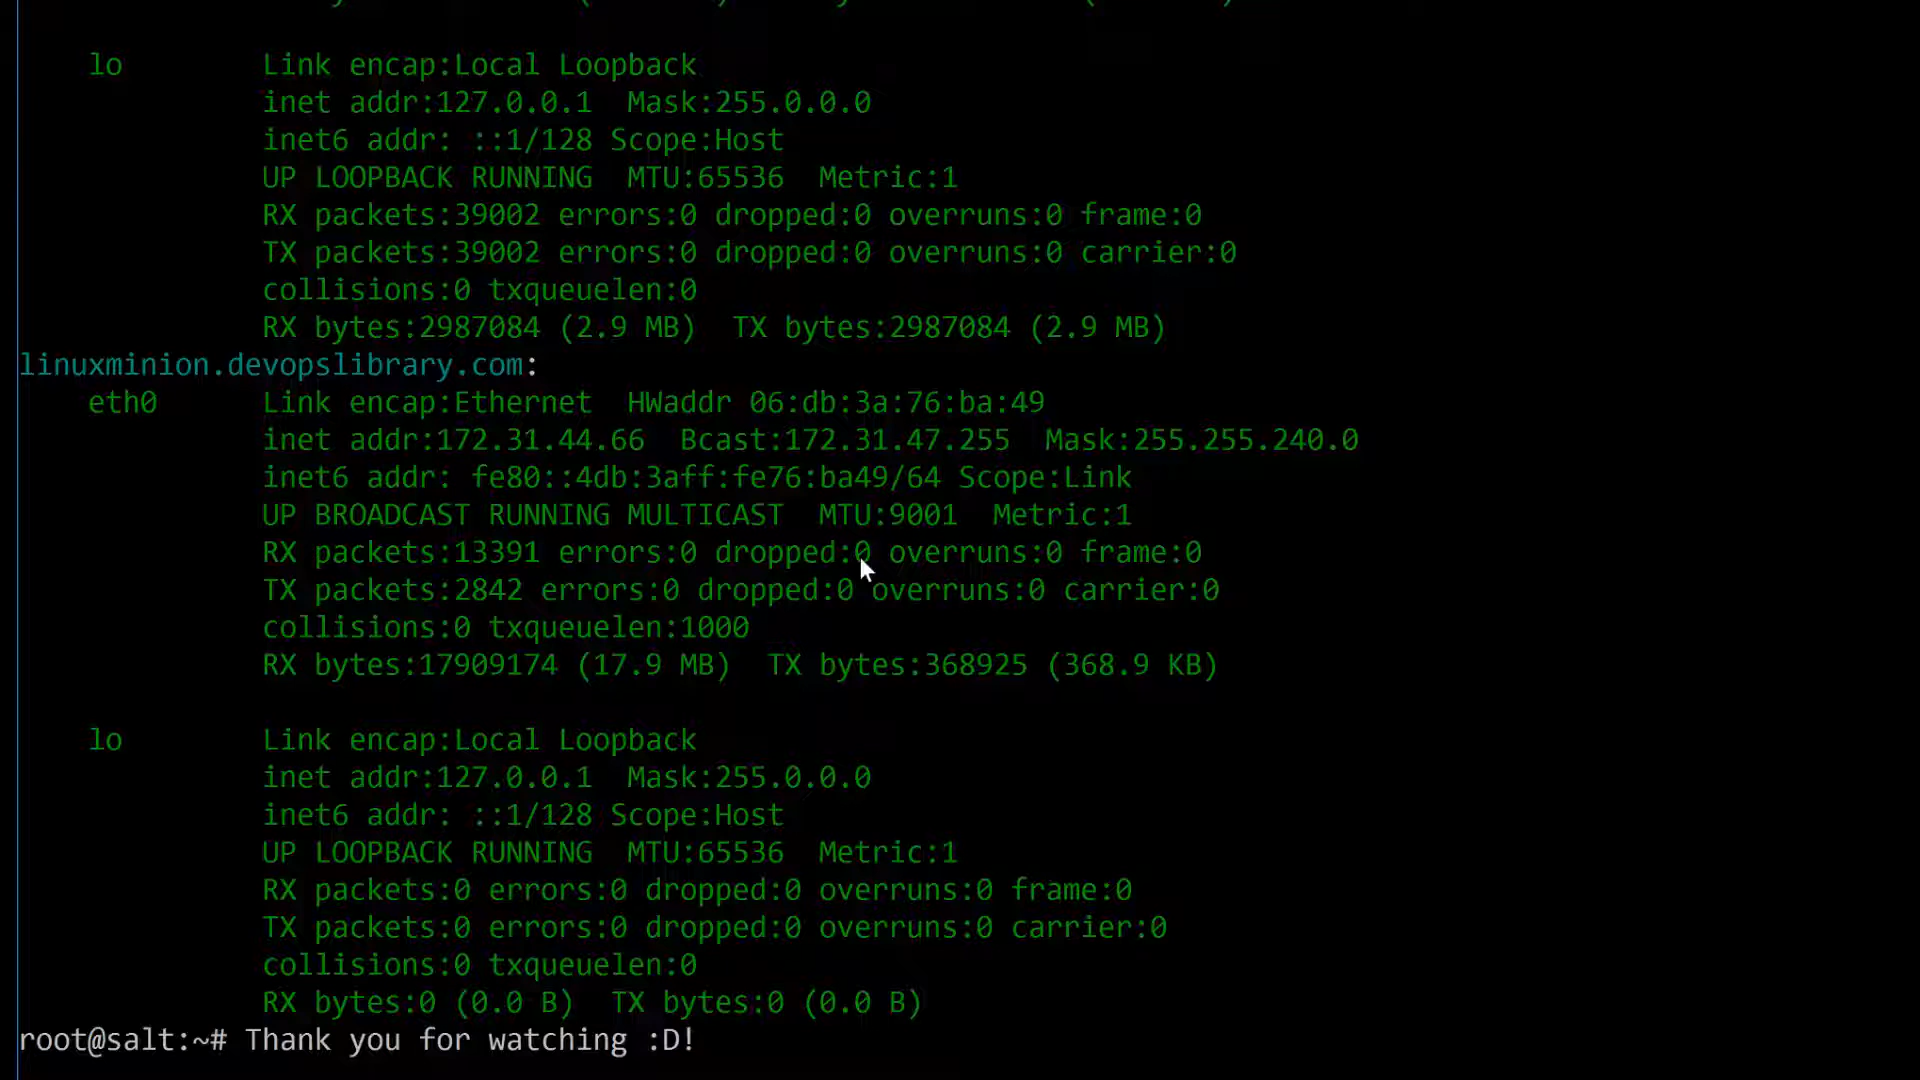 lo        Link encap:Local Loopback
inet addr:127.0.0.1  Mask:255.0.0.0
inet6 addr: ::1/128 Scope:Host
UP LOOPBACK RUNNING  MTU:65536  Metric:1
RX packets:39002 errors:0 dropped:0 overruns:0 frame:0
TX packets:39002 errors:0 dropped:0 overruns:0 carrier:0
collisions:0 txqueuelen:0
RX bytes:2987084 (2.9 MB)  TX bytes:2987084 (2.9 MB)
linuxminion.devopslibrary.com:
eth0      Link encap:Ethernet  HWaddr 06:db:3a:76:ba:49
inet addr:172.31.44.66  Bcast:172.31.47.255  Mask:255.255.240.0
inet6 addr: fe80::4db:3aff:fe76:ba49/64 Scope:Link
UP BROADCAST RUNNING MULTICAST  MTU:9001  Metric:1
RX packets:13391 errors:0 dropped:0 overruns:0 frame:0
TX packets:2842 errors:0 dropped:0 overruns:0 carrier:0
collisions:0 txqueuelen:1000
RX bytes:17909174 (17.9 MB)  TX bytes:368925 (368.9 KB)
lo        Link encap:Local Loopback
inet addr:127.0.0.1  Mask:255.0.0.0
inet6 addr: ::1/128 Scope:Host
UP LOOPBACK RUNNING  MTU:65536  Metric:1
RX packets:0 errors:0 dropped:0 overruns:0 frame:0
TX packets:0 errors:0 dropped:0 overruns:0 carrier:0
collisions:0 txqueuelen:0
RX bytes:0 (0.0 B)  TX bytes:0 (0.0 B)
root@salt:~# Thank you for watching :D!